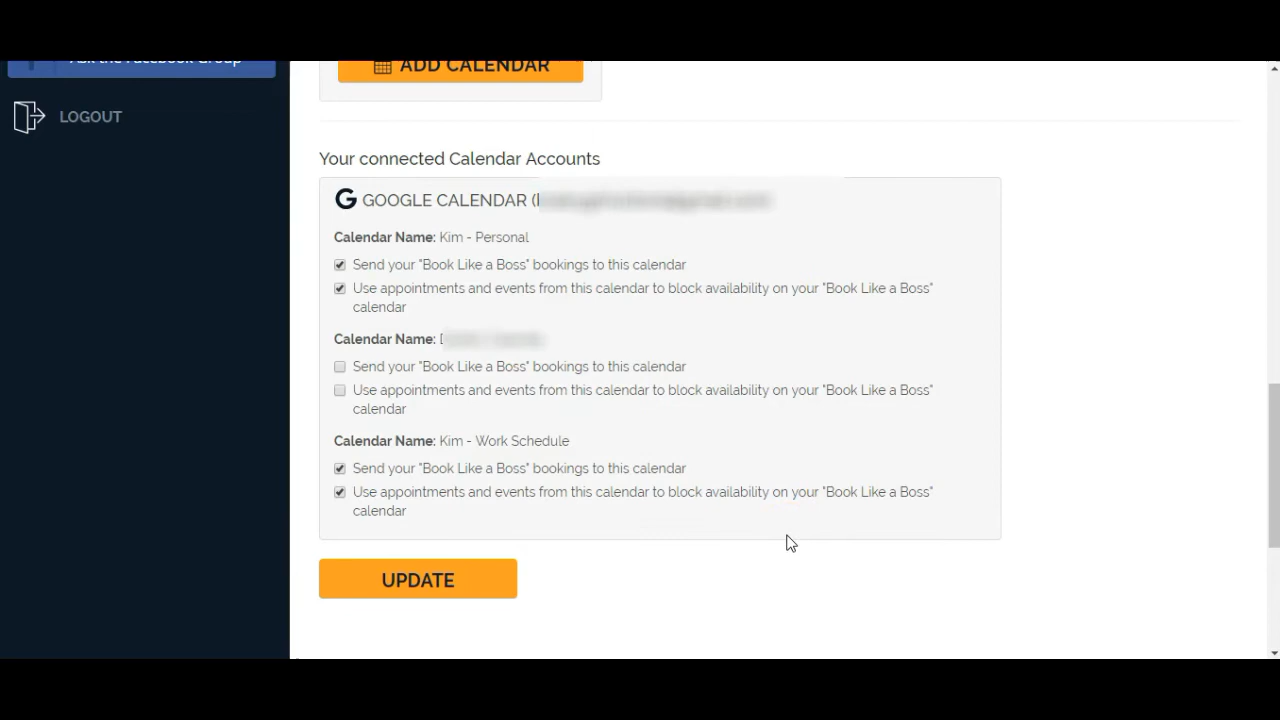 Ask the Facebook Group
ADD CALENDAR
LOGOUT
Your connected Calendar Accounts
GOOGLE CALENDAR (
Calendar Name: Kim - Personal
Send your "Book Like a Boss" bookings to this calendar
Use appointments and events from this calendar to block availability on your "Book Like a Boss"
calendar
Calendar Name:
Send your "Book Like a Boss" bookings to this calendar
Use appointments and events from this calendar to block availability on your "Book Like a Boss"
calendar
Calendar Name: Kim - Work Schedule
Send your "Book Like a Boss" bookings to this calendar
Use appointments and events from this calendar to block availability on your "Book Like a Boss"
calendar
UPDATE